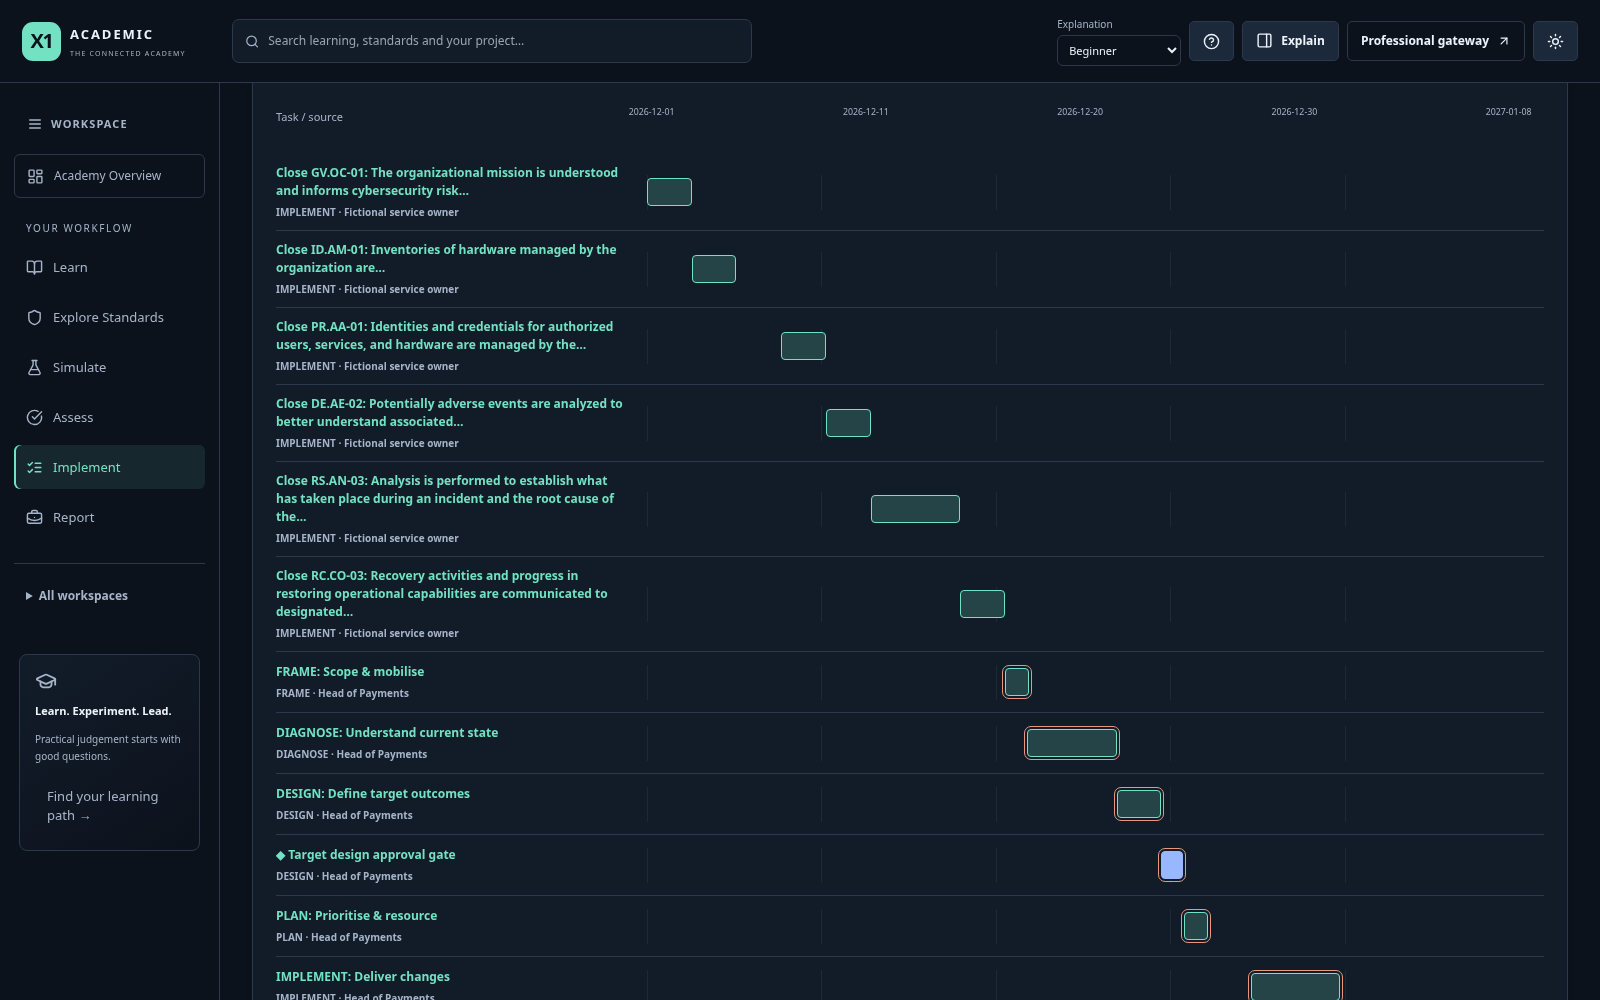 X1
ACADEMIC
THE CONNECTED ACADEMY
Search learning, standards and your project...
Explanation
Beginner
Explain
Professional gateway
WORKSPACE
Academy Overview
YOUR WORKFLOW
Learn
Explore Standards
Simulate
Assess
Implement
Report
All workspaces
Learn. Experiment. Lead.
Practical judgement starts with
good questions.
Find your learning
path →
Task / source
2026-12-01
2026-12-11
2026-12-20
2026-12-30
2027-01-08
Close GV.OC-01: The organizational mission is understood
and informs cybersecurity risk...
IMPLEMENT · Fictional service owner
Close ID.AM-01: Inventories of hardware managed by the
organization are...
IMPLEMENT · Fictional service owner
Close PR.AA-01: Identities and credentials for authorized
users, services, and hardware are managed by the...
IMPLEMENT · Fictional service owner
Close DE.AE-02: Potentially adverse events are analyzed to
better understand associated...
IMPLEMENT · Fictional service owner
Close RS.AN-03: Analysis is performed to establish what
has taken place during an incident and the root cause of
the...
IMPLEMENT · Fictional service owner
Close RC.CO-03: Recovery activities and progress in
restoring operational capabilities are communicated to
designated...
IMPLEMENT · Fictional service owner
FRAME: Scope & mobilise
FRAME · Head of Payments
DIAGNOSE: Understand current state
DIAGNOSE · Head of Payments
DESIGN: Define target outcomes
DESIGN · Head of Payments
◆ Target design approval gate
DESIGN · Head of Payments
PLAN: Prioritise & resource
PLAN · Head of Payments
IMPLEMENT: Deliver changes
IMPLEMENT · Head of Payments